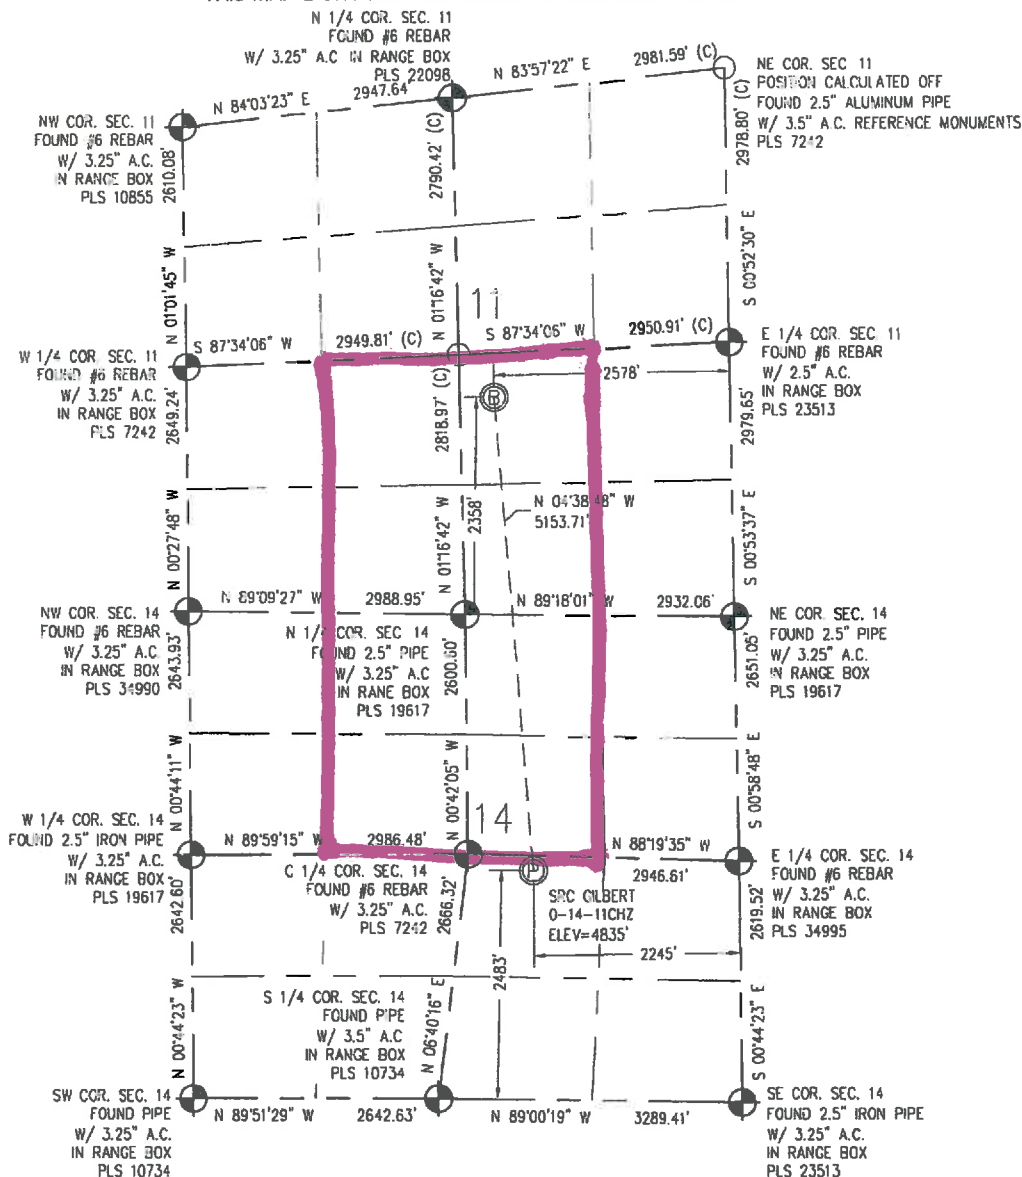 N 1/4 COR. SEC. 11
FOUND #6 REBAR
W/ 3.25" A.C IN RANGE BOX
PLS 22098
N 84°03'23" E
2947.64'
N 83°57'22" E
2981.59' (C)
NE COR. SEC 11
POSITION CALCULATED OFF
FOUND 2.5" ALUMINUM PIPE
W/ 3.5" A.C. REFERENCE MONUMENTS
PLS 7242
NW COR. SEC. 11
FOUND #6 REBAR
W/ 3.25" A.C.
IN RANGE BOX
PLS 10855
2610.08'
2790.42' (C)
2978.80' (C)
N 01°01'45" W
N 01°16'42" W
S 00°52'30" E
11
S 87°34'06" W
2949.81' (C)
S 87°34'06" W
2950.91' (C)
W 1/4 COR. SEC. 11
FOUND #6 REBAR
W/ 3.25" A.C.
IN RANGE BOX
PLS 7242
E 1/4 COR. SEC. 11
FOUND #6 REBAR
W/ 2.5" A.C.
IN RANGE BOX
PLS 23513
2578'
B
2649.24'
2818.97' (C)
2979.65'
2358'
N 04°38'48" W
5153.71'
N 00°27'48" W
N 01°16'42" W
S 00°53'37" E
N 89°09'27" W
2988.95'
N 89°18'01" W
2932.06'
NW COR. SEC. 14
FOUND #6 REBAR
W/ 3.25" A.C.
IN RANGE BOX
PLS 34990
N 1/4 COR. SEC 14
FOUND 2.5" PIPE
W/ 3.25" A.C
IN RANE BOX
PLS 19617
NE COR. SEC. 14
FOUND 2.5" PIPE
W/ 3.25" A.C.
IN RANGE BOX
PLS 19617
2643.93'
2600.60'
2651.05'
N 00°44'11" W
N 00°42'05" W
S 00°58'48" E
14
W 1/4 COR. SEC. 14
FOUND 2.5" IRON PIPE
W/ 3.25" A.C.
IN RANGE BOX
PLS 19617
N 89°59'15" W
2986.48'
N 88°19'35" W
2946.61'
C 1/4 COR. SEC. 14
FOUND #6 REBAR
W/ 3.25" A.C.
PLS 7242
P
SRC GILBERT
0-14-11CHZ
ELEV=4835'
E 1/4 COR. SEC. 14
FOUND #6 REBAR
W/ 3.25" A.C.
IN RANGE BOX
PLS 34995
2642.60'
2666.32'
2619.52'
2245'
2483'
N 00°44'23" W
N 06°40'16" E
S 00°44'23" E
S 1/4 COR. SEC. 14
FOUND PIPE
W/ 3.5" A.C
IN RANGE BOX
PLS 10734
SW COR. SEC. 14
FOUND PIPE
W/ 3.25" A.C.
IN RANGE BOX
PLS 10734
N 89°51'29" W
2642.63'
N 89°00'19" W
3289.41'
SE COR. SEC. 14
FOUND 2.5" IRON PIPE
W/ 3.25" A.C.
IN RANGE BOX
PLS 23513